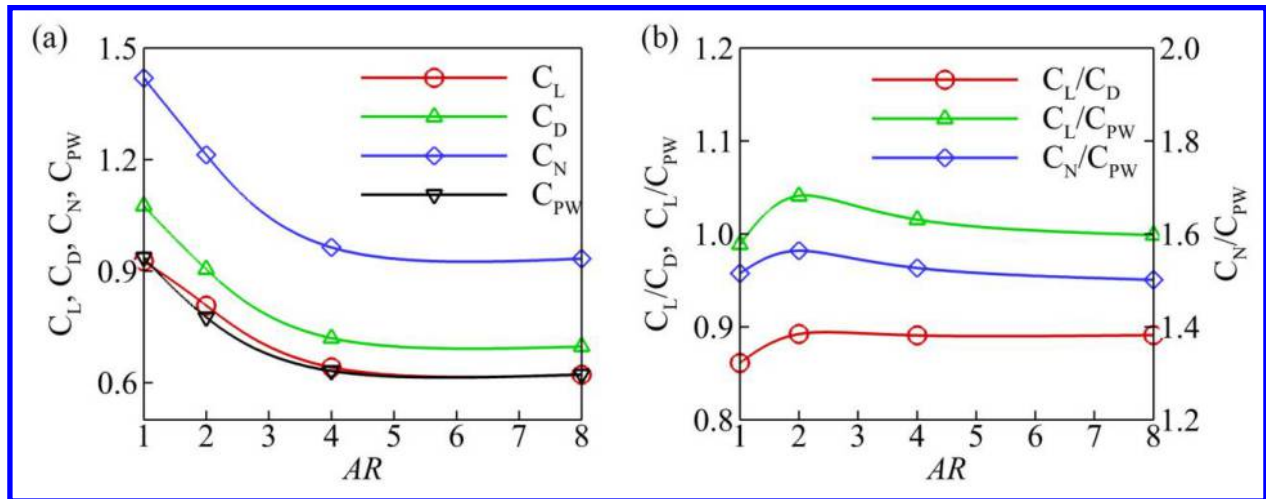 (a)
1.5
1.2
0.9
0.6
C_L, C_D, C_N, C_PW
C_L
C_D
C_N
C_PW
1 2 3 4 5 6 7 8
AR
(b)
1.2
1.1
1.0
0.9
0.8
C_L/C_D, C_L/C_PW
C_L/C_D
C_L/C_PW
C_N/C_PW
2.0
1.8
1.6
1.4
1.2
C_N/C_PW
1 2 3 4 5 6 7 8
AR